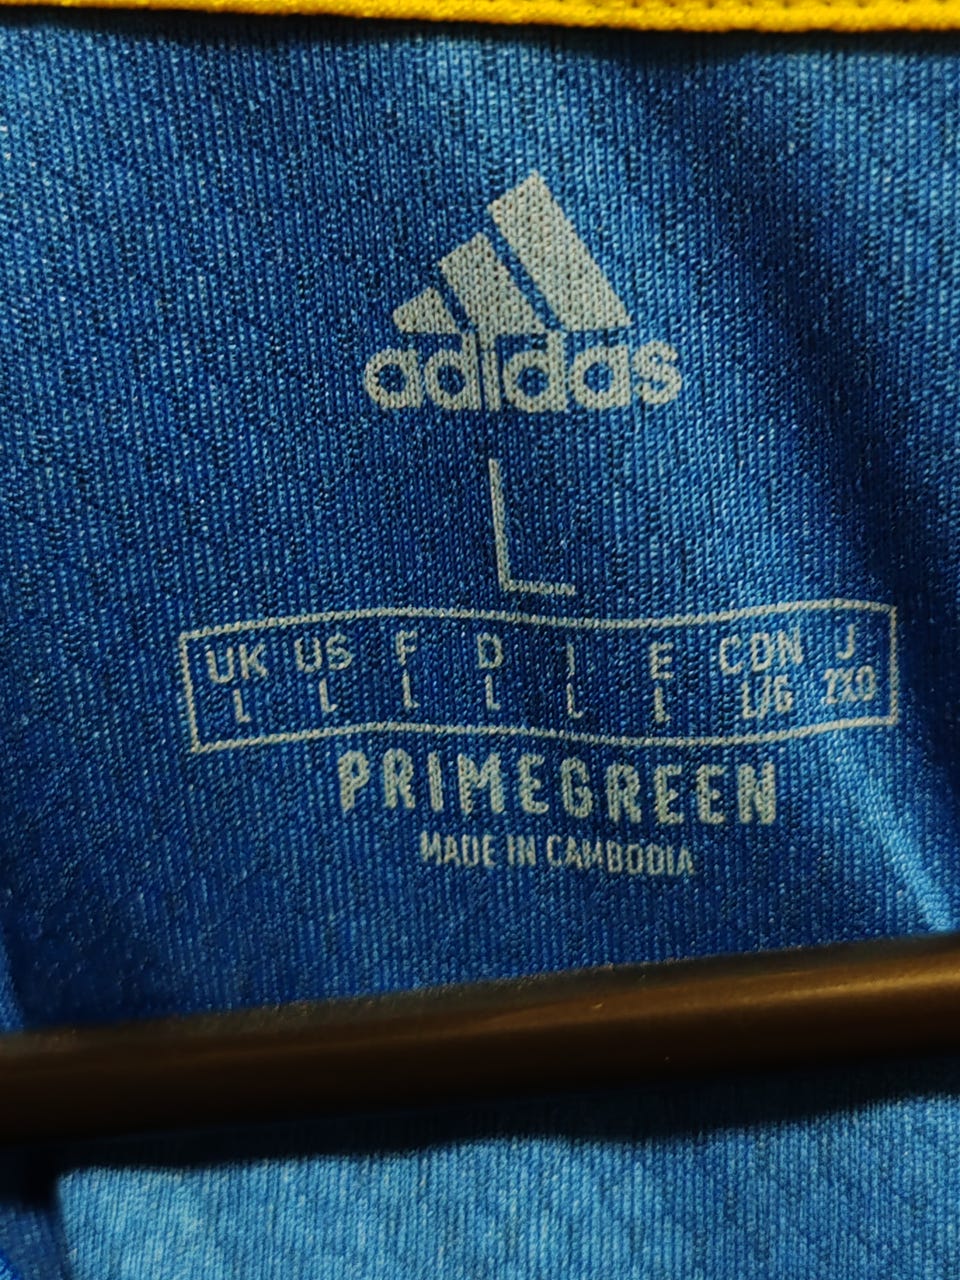 adidas
L
UK US F D I E CDN J
L L L L L L L/G 2XO
PRIMEGREEN
MADE IN CAMBODIA